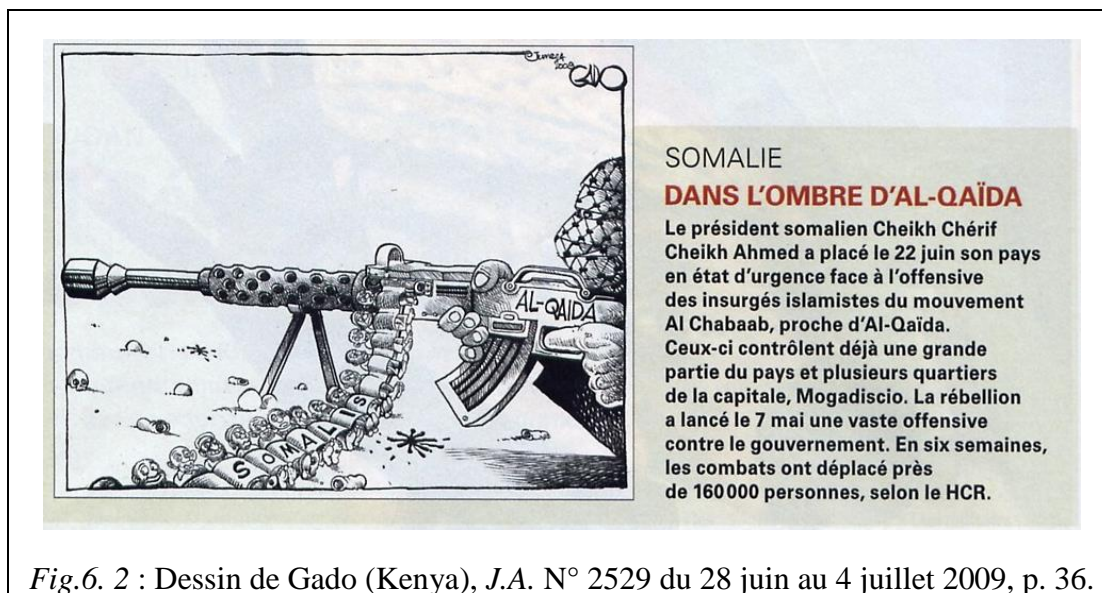 GADO
AL-QAIDA
SOMALIS
SOMALIE
DANS L'OMBRE D'AL-QAÏDA
Le président somalien Cheikh Chérif
Cheikh Ahmed a placé le 22 juin son pays
en état d'urgence face à l'offensive
des insurgés islamistes du mouvement
Al Chabaab, proche d'Al-Qaïda.
Ceux-ci contrôlent déjà une grande
partie du pays et plusieurs quartiers
de la capitale, Mogadiscio. La rébellion
a lancé le 7 mai une vaste offensive
contre le gouvernement. En six semaines,
les combats ont déplacé près
de 160 000 personnes, selon le HCR.
Fig.6. 2 : Dessin de Gado (Kenya), J.A. N° 2529 du 28 juin au 4 juillet 2009, p. 36.